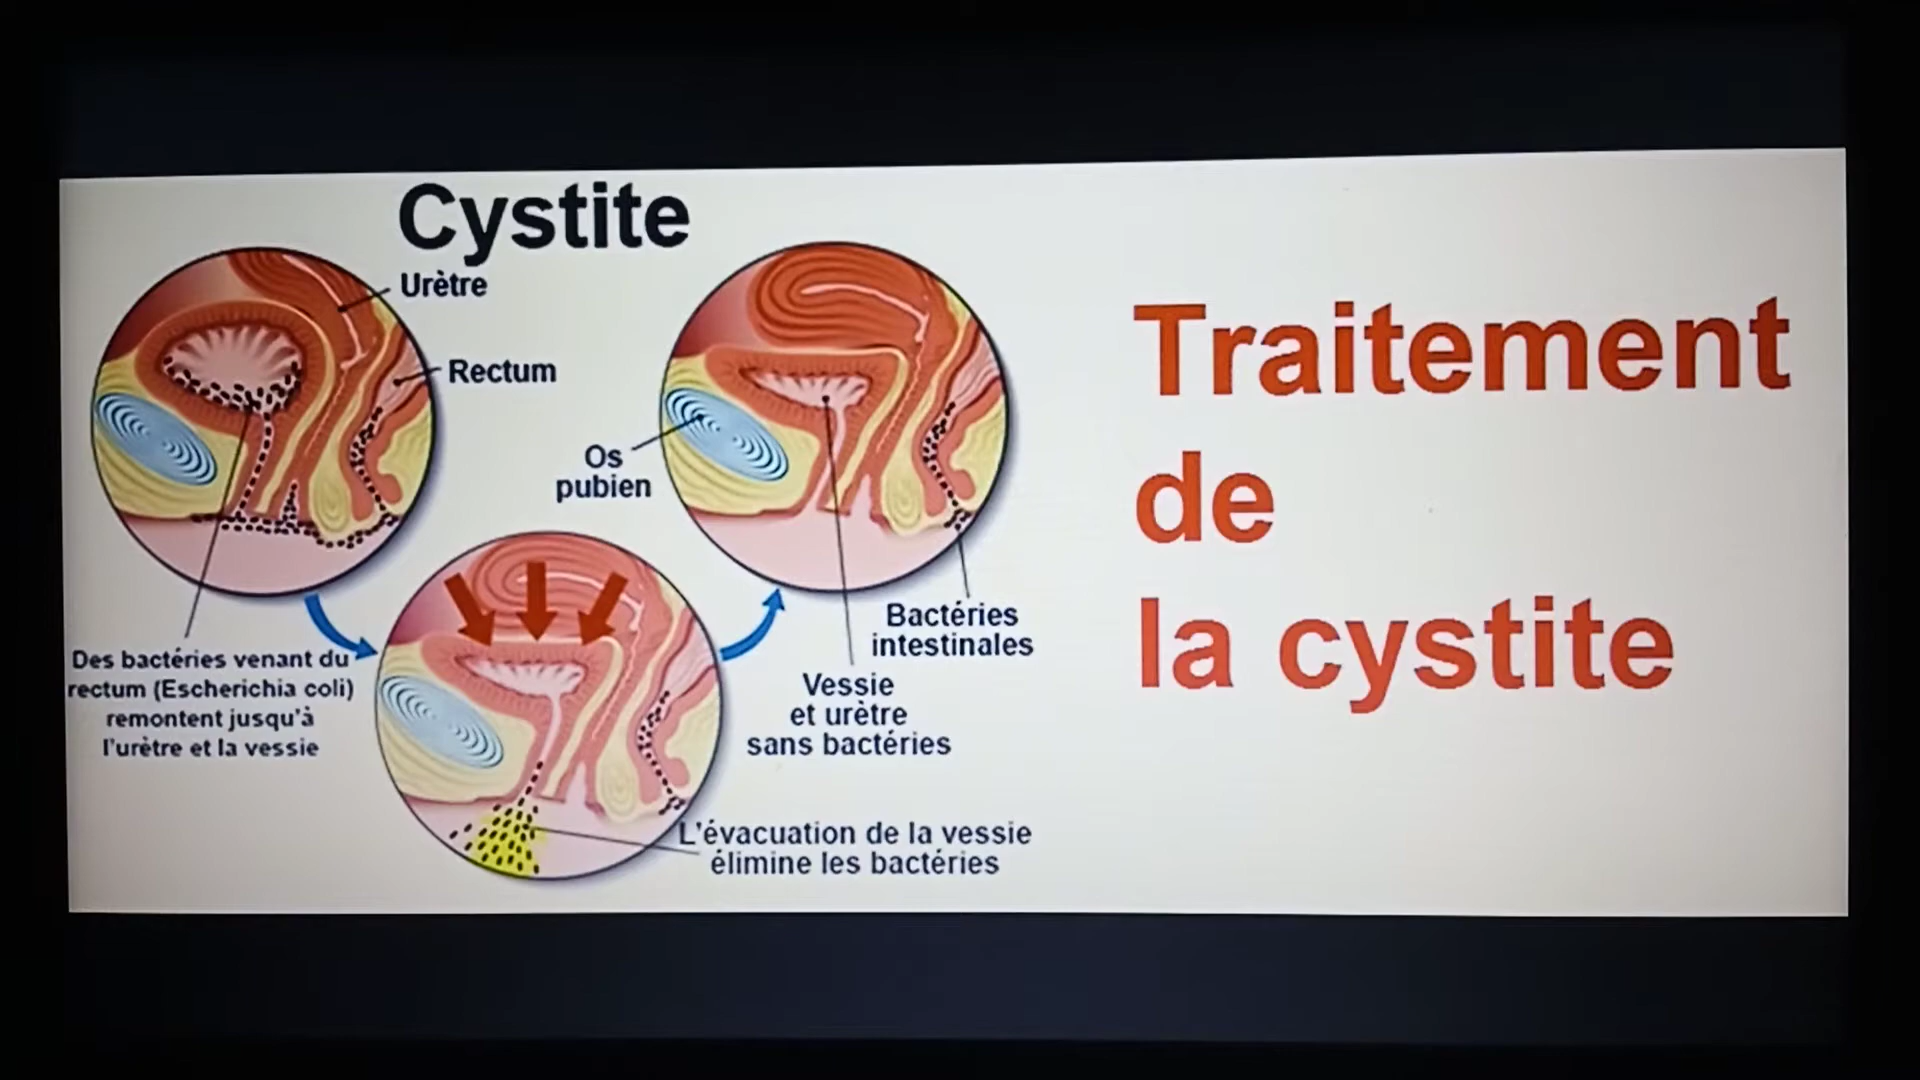 Cystite
Urètre
Rectum
Os
pubien
Des bactéries venant du
rectum (Escherichia coli)
remontent jusqu'à
l'urètre et la vessie
Bactéries
intestinales
Vessie
et urètre
sans bactéries
L'évacuation de la vessie
élimine les bactéries
Traitement
de
la cystite